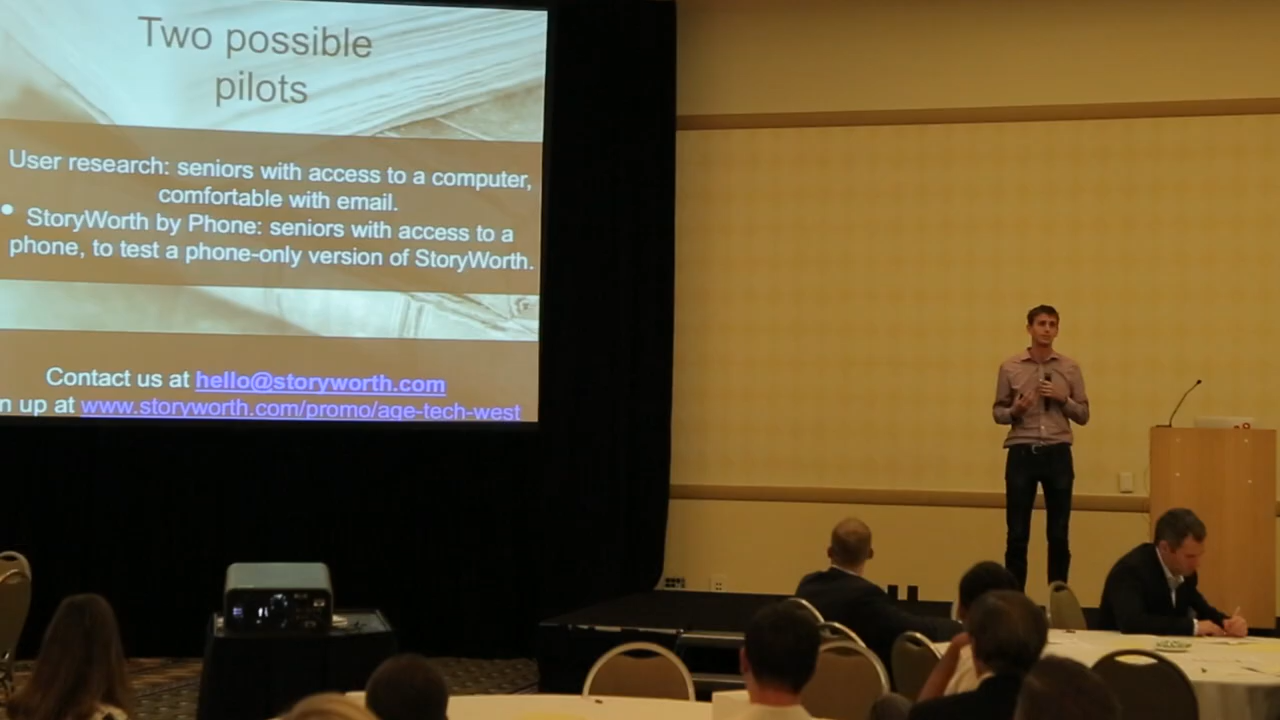 Two possible
pilots
User research: seniors with access to a computer,
comfortable with email.
• StoryWorth by Phone: seniors with access to a
phone, to test a phone-only version of StoryWorth.
Contact us at hello@storyworth.com
n up at www.storyworth.com/promo/age-tech-west